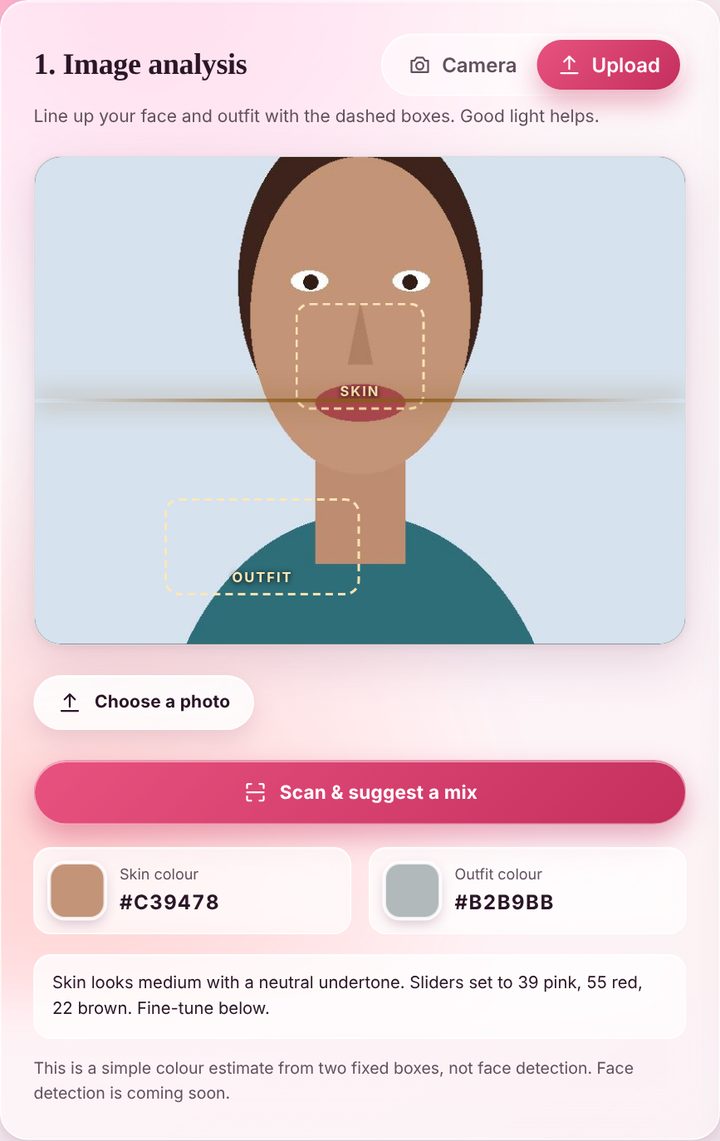 1. Image analysis
Camera
Upload
Line up your face and outfit with the dashed boxes. Good light helps.
SKIN
OUTFIT
Choose a photo
Scan & suggest a mix
Skin colour
#C39478
Outfit colour
#B2B9BB
Skin looks medium with a neutral undertone. Sliders set to 39 pink, 55 red,
22 brown. Fine-tune below.
This is a simple colour estimate from two fixed boxes, not face detection. Face
detection is coming soon.